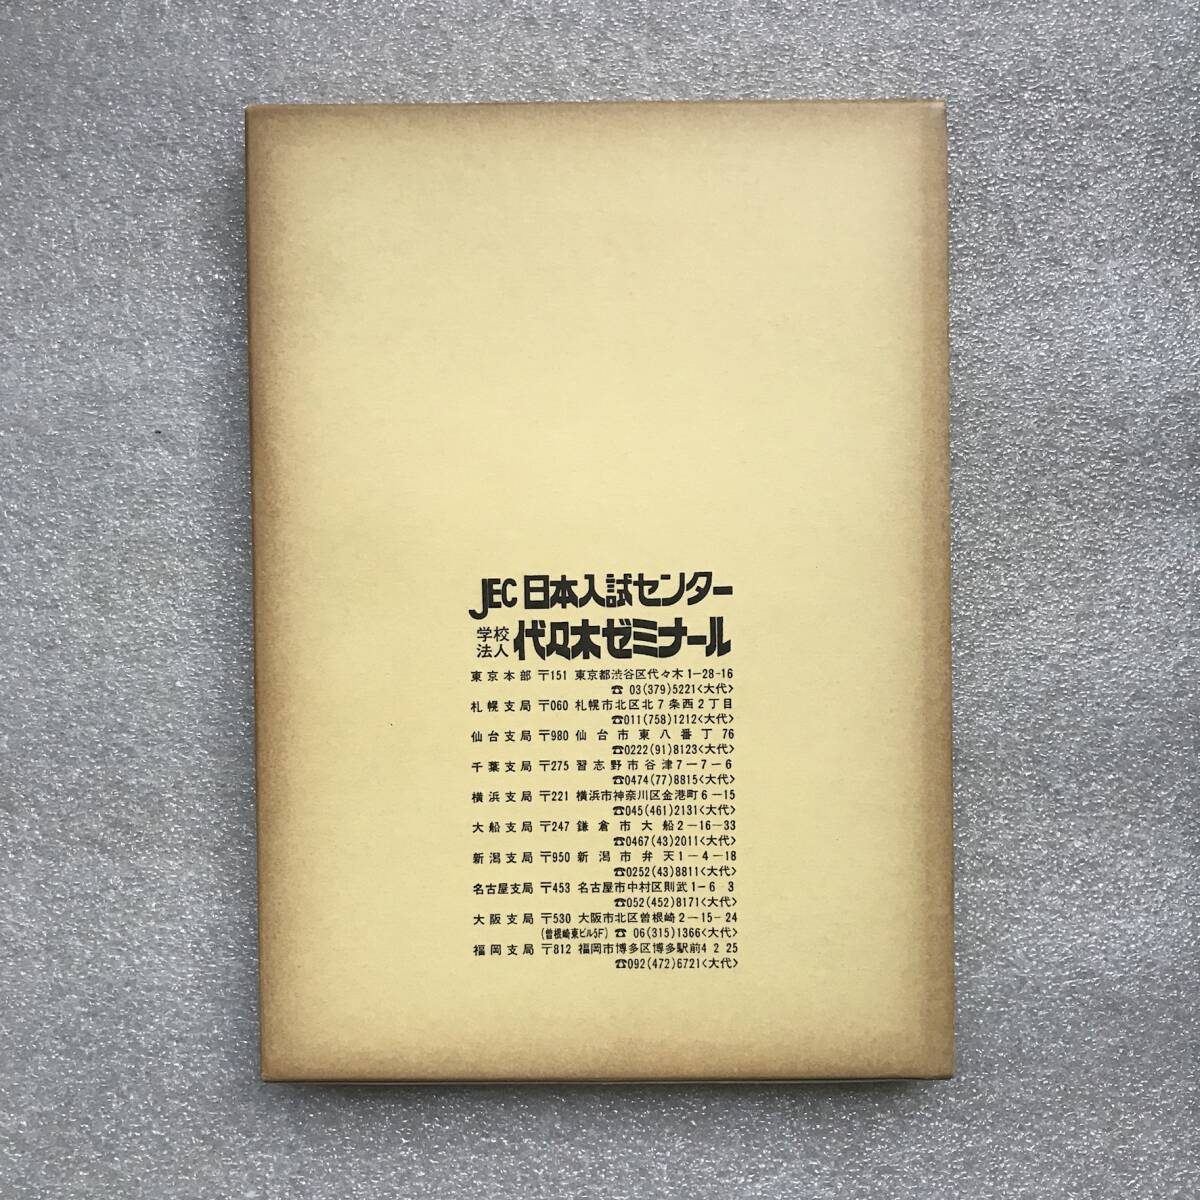 JEC 日本入試センター
学校法人 代々木ゼミナール
東京本部 〒151 東京都渋谷区代々木1-28-16
☎ 03(379)5221<大代>
札幌支局 〒060 札幌市北区北7条西2丁目
☎011(758)1212<大代>
仙台支局 〒980 仙台市東八番丁76
☎0222(91)8123<大代>
千葉支局 〒275 習志野市谷津7-7-6
☎0474(77)8815<大代>
横浜支局 〒221 横浜市神奈川区金港町6-15
☎045(461)2131<大代>
大船支局 〒247 鎌倉市大船2-16-33
☎0467(43)2011<大代>
新潟支局 〒950 新潟市弁天1-4-18
☎0252(43)8811<大代>
名古屋支局 〒453 名古屋市中村区則武1-6 3
☎052(452)8171<大代>
大阪支局 〒530 大阪市北区曽根崎2-15-24
(曽根崎東ビル5F) ☎ 06(315)1366<大代>
福岡支局 〒812 福岡市博多区博多駅前4 2 25
☎092(472)6721<大代>